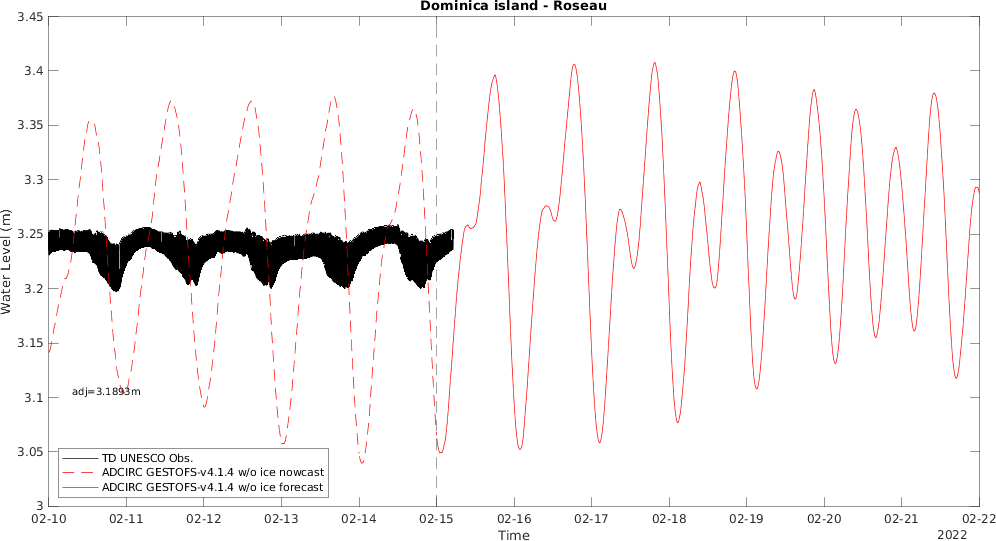 Dominica island - Roseau
3.45
3.4
3.35
3.3
3.25
3.2
3.15
3.1
3.05
3
Water Level (m)
adj=3.1893m
TD UNESCO Obs.
ADCIRC GESTOFS-v4.1.4 w/o ice nowcast
ADCIRC GESTOFS-v4.1.4 w/o ice forecast
02-10 02-11 02-12 02-13 02-14 02-15 02-16 02-17 02-18 02-19 02-20 02-21 02-22
Time
2022